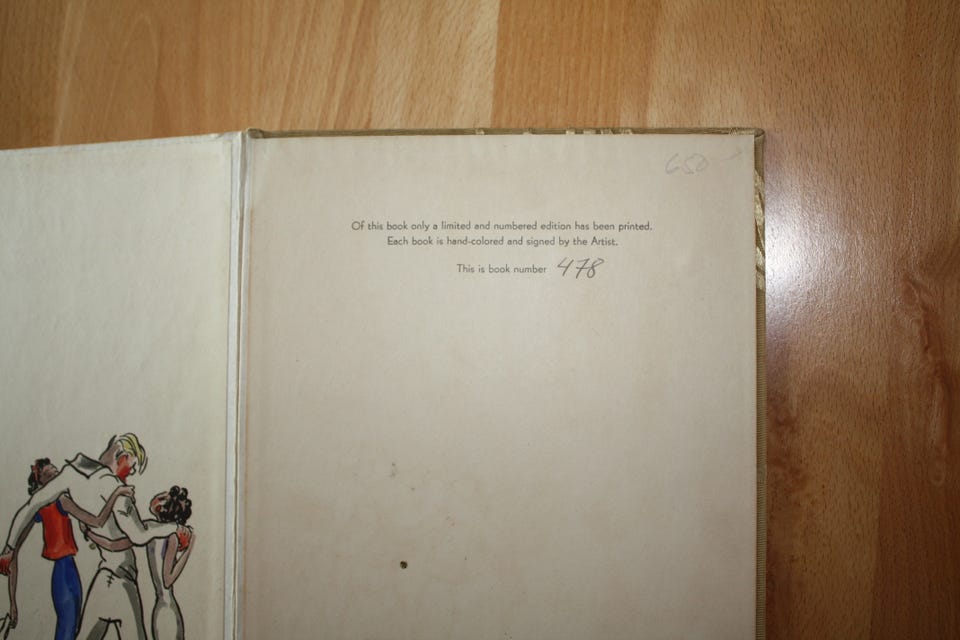 650
Of this book only a limited and numbered edition has been printed.
Each book is hand-colored and signed by the Artist.
This is book number 478